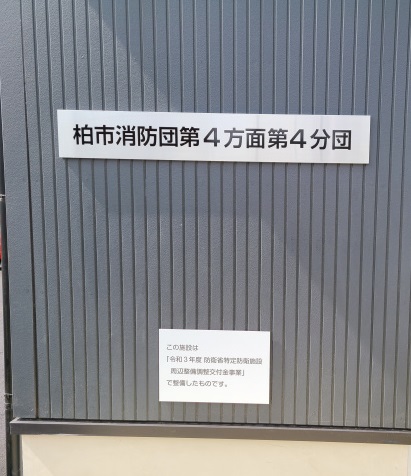 柏市消防団第４方面第４分団
この施設は
「令和３年度 防衛省特定防衛施設
周辺整備調整交付金事業」
で整備したものです。